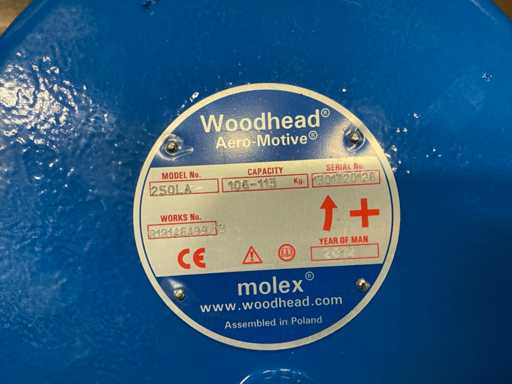 Woodhead®
Aero-Motive®
MODEL No. CAPACITY SERIAL No.
250LA 106-115 Kg.
WORKS No.
CE
YEAR OF MAN
molex®
www.woodhead.com
Assembled in Poland